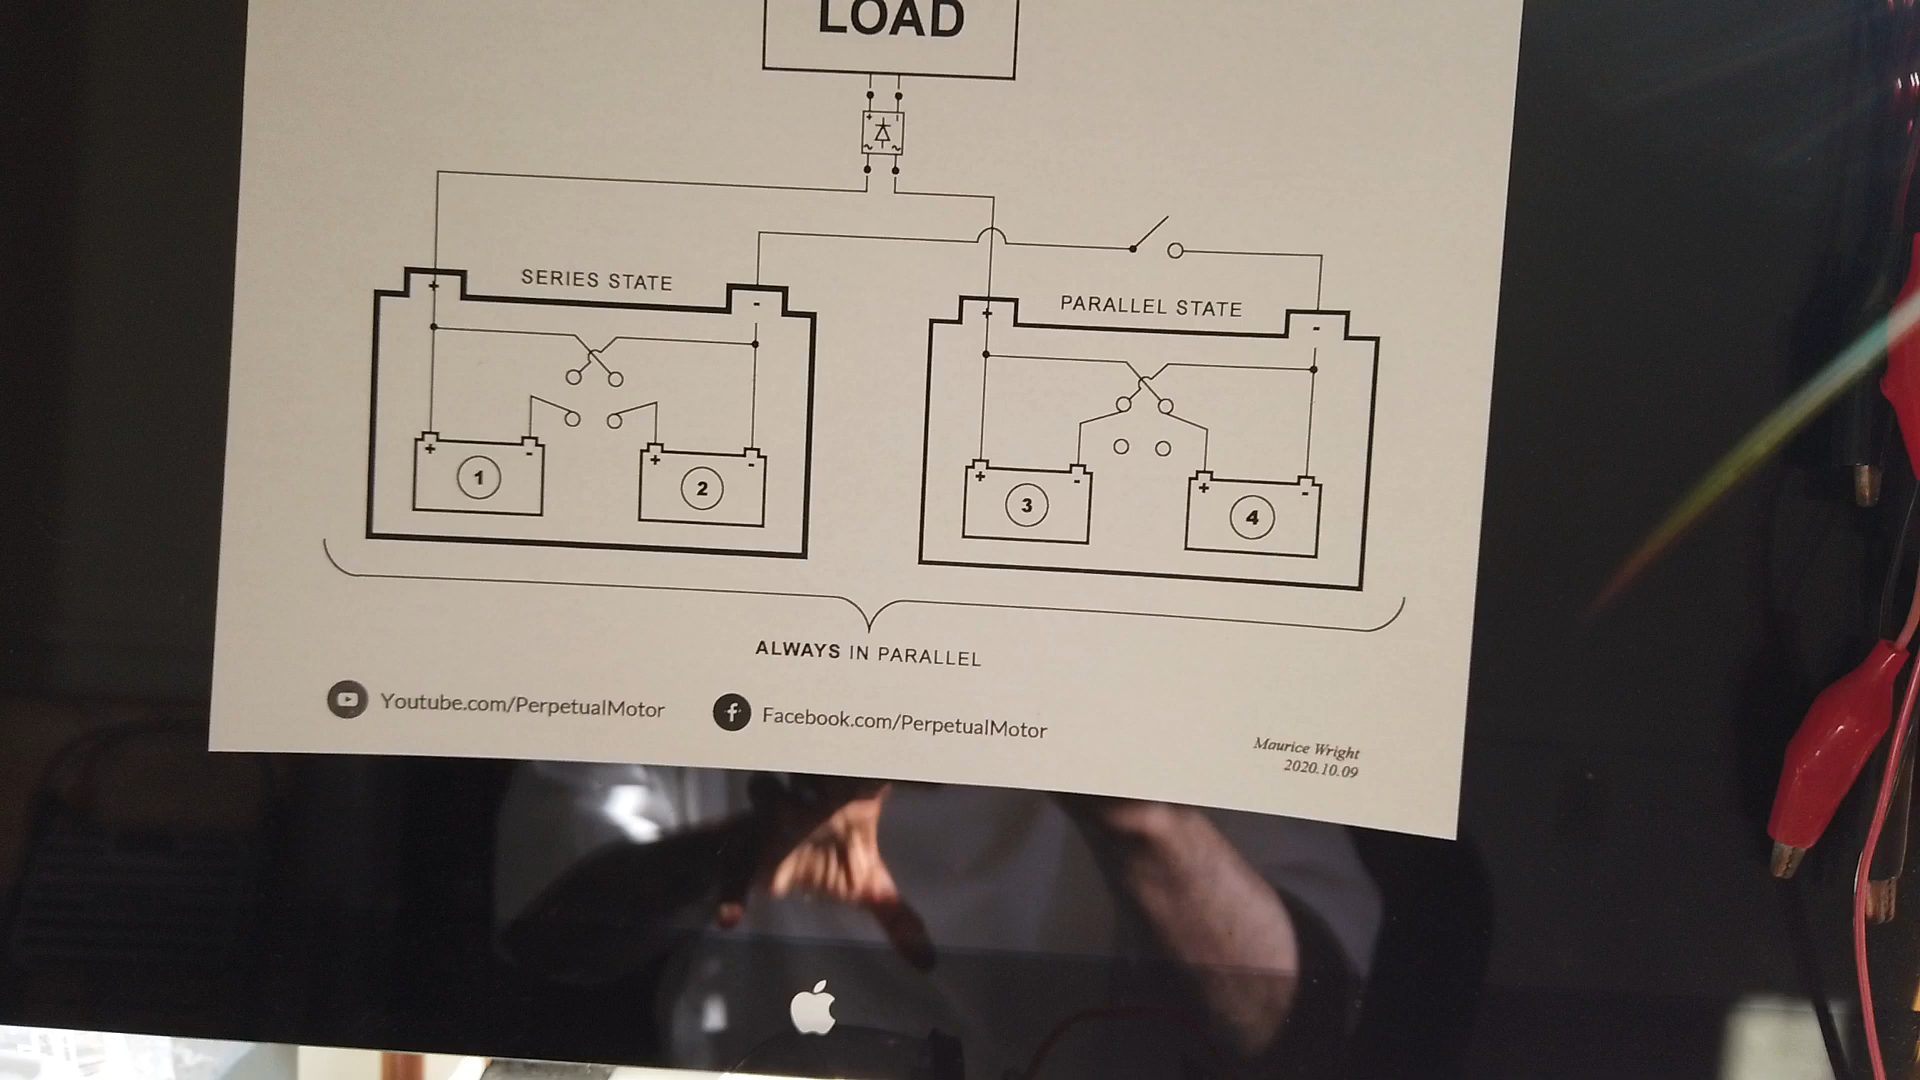 LOAD
+ -
~ ~
SERIES STATE
PARALLEL STATE
+ -
+ -
+ - + -
+ - + -
1
2
3
4
ALWAYS IN PARALLEL
Youtube.com/PerpetualMotor
Facebook.com/PerpetualMotor
Maurice Wright
2020.10.09